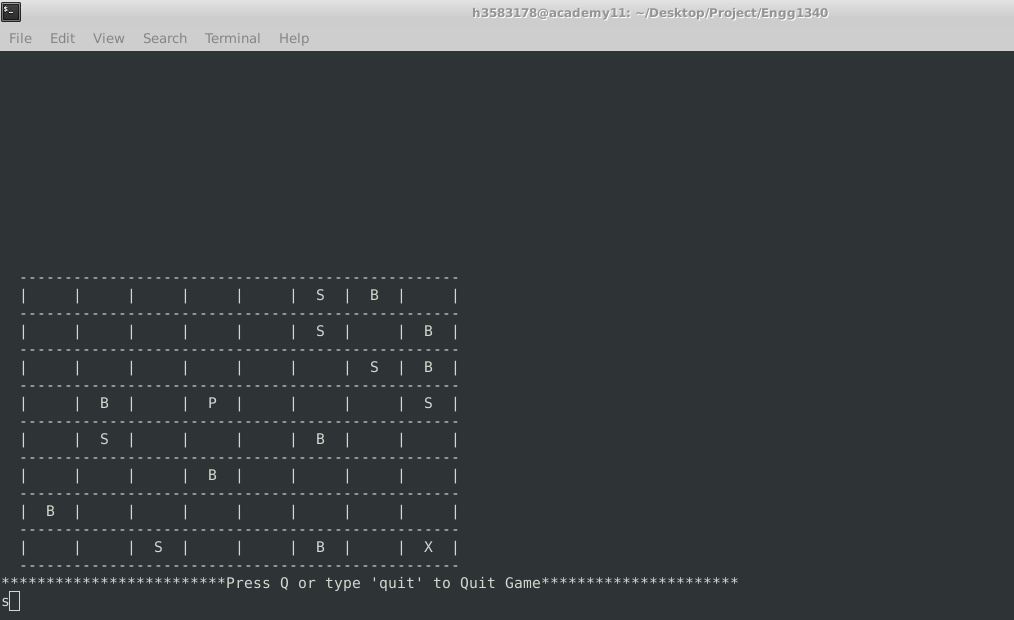 h3583178@academy11: ~/Desktop/Project/Engg1340
File Edit View Search Terminal Help
-------------------------------------------------
|     |     |     |     |     |  S  |  B  |     |
-------------------------------------------------
|     |     |     |     |     |  S  |     |  B  |
-------------------------------------------------
|     |     |     |     |     |     |  S  |  B  |
-------------------------------------------------
|     |  B  |     |  P  |     |     |     |  S  |
-------------------------------------------------
|     |  S  |     |     |     |  B  |     |     |
-------------------------------------------------
|     |     |     |  B  |     |     |     |     |
-------------------------------------------------
|  B  |     |     |     |     |     |     |     |
-------------------------------------------------
|     |     |  S  |     |     |  B  |     |  X  |
-------------------------------------------------
*************************Press Q or type 'quit' to Quit Game**********************
s